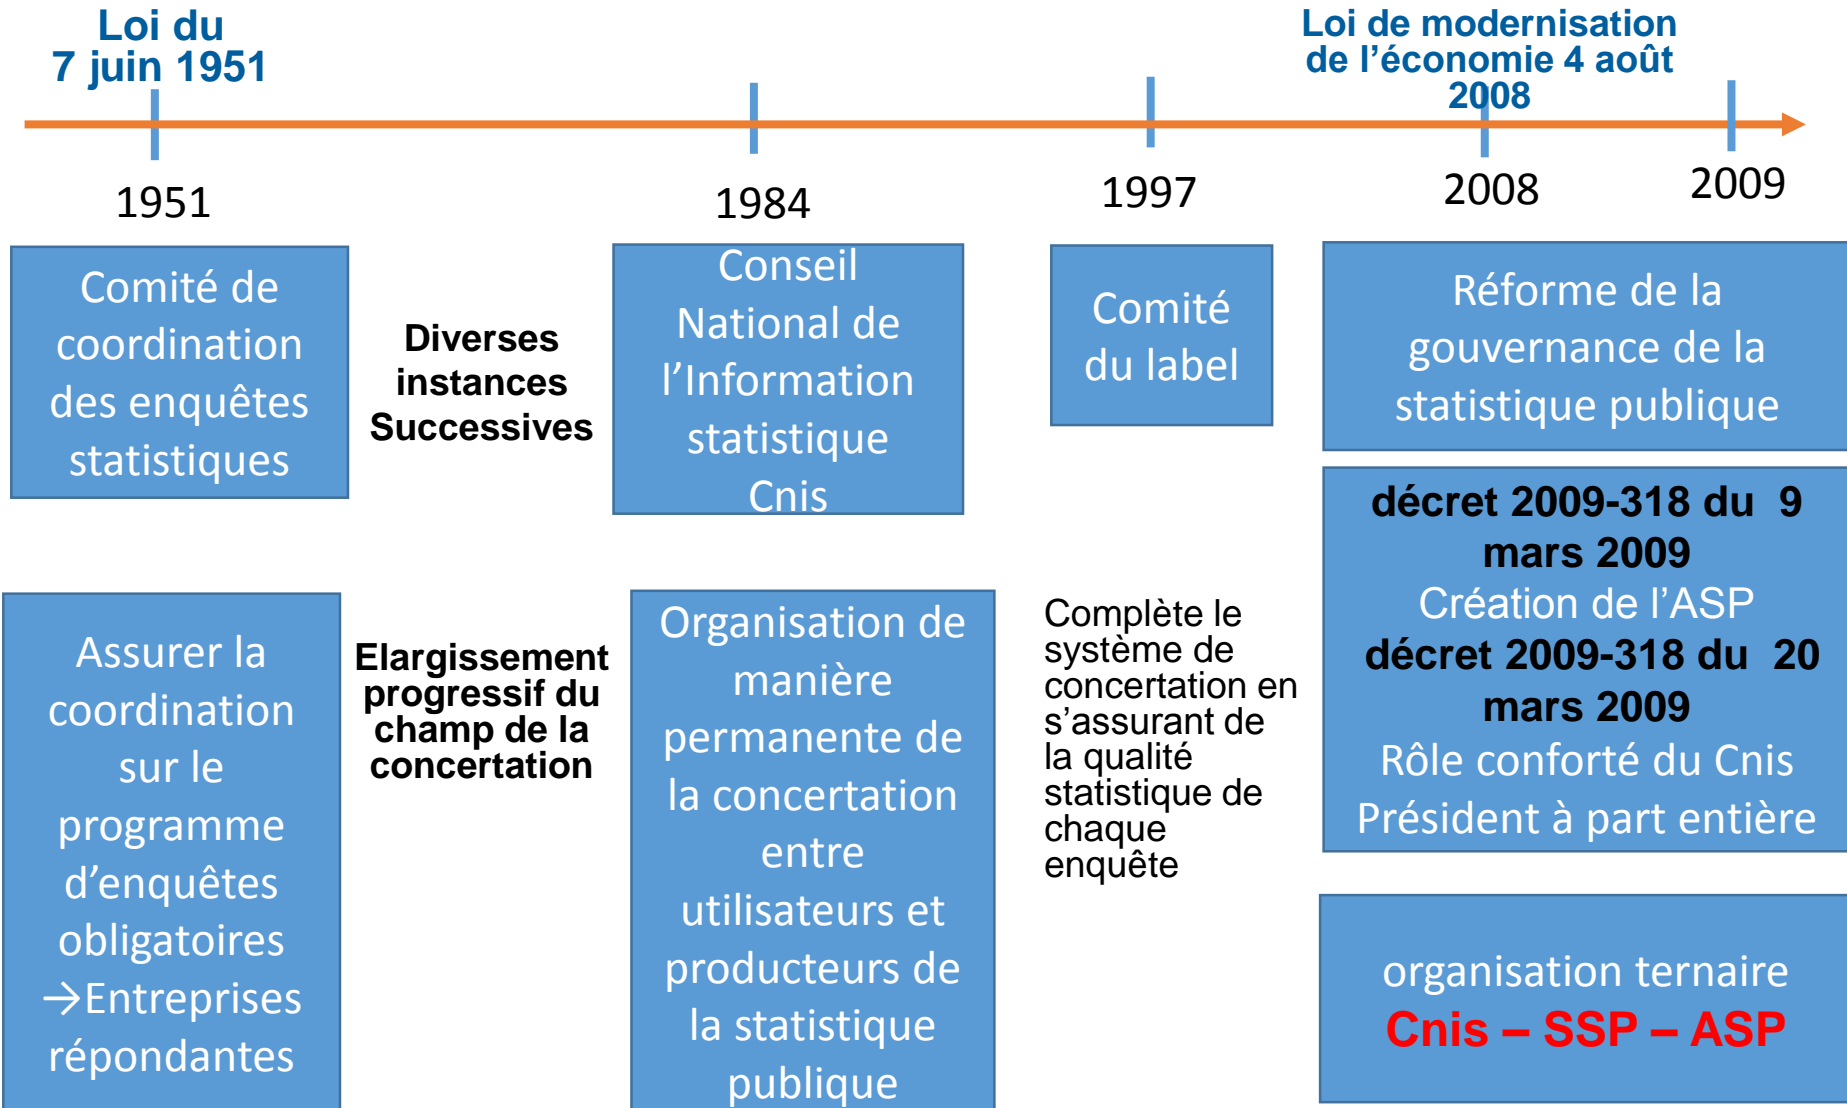 Loi du
7 juin 1951
Loi de modernisation
de l'économie 4 août
2008
1951
1984
1997
2008
2009
Comité de
coordination
des enquêtes
statistiques
Diverses
instances
Successives
Conseil
National de
l'Information
statistique
Cnis
Comité
du label
Réforme de la
gouvernance de la
statistique publique
Assurer la
coordination
sur le
programme
d'enquêtes
obligatoires
→Entreprises
répondantes
Elargissement
progressif du
champ de la
concertation
Organisation de
manière
permanente de
la concertation
entre
utilisateurs et
producteurs de
la statistique
publique
Complète le
système de
concertation en
s'assurant de
la qualité
statistique de
chaque
enquête
décret 2009-318 du 9
mars 2009
Création de l'ASP
décret 2009-318 du 20
mars 2009
Rôle conforté du Cnis
Président à part entière
organisation ternaire
Cnis – SSP – ASP